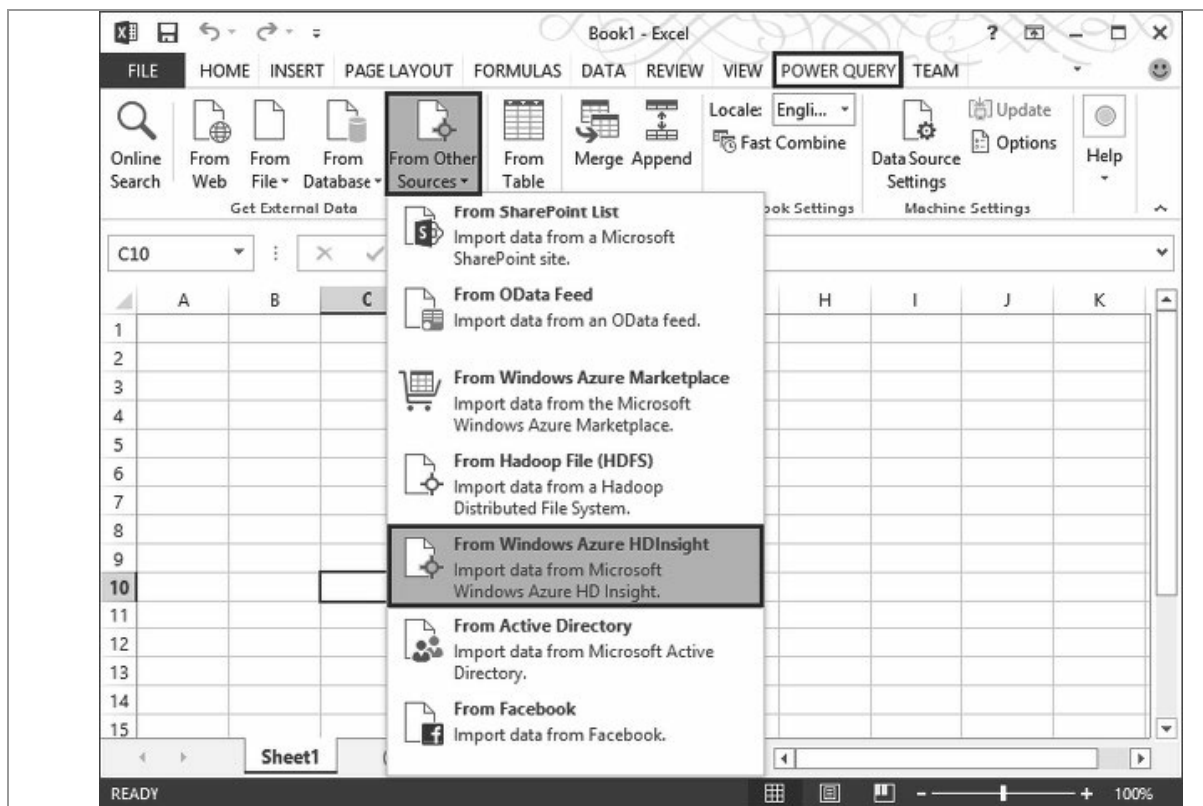 Book1 - Excel
?
FILE HOME INSERT PAGE LAYOUT FORMULAS DATA REVIEW VIEW POWER QUERY TEAM
Online Search
From Web
From File
From Database
From Other Sources
From Table
Merge
Append
Locale: Engli...
Fast Combine
Data Source Settings
Update
Options
Help
Get External Data
ook Settings
Machine Settings
C10
From SharePoint List
Import data from a Microsoft
SharePoint site.
From OData Feed
Import data from an OData feed.
From Windows Azure Marketplace
Import data from the Microsoft
Windows Azure Marketplace.
From Hadoop File (HDFS)
Import data from a Hadoop
Distributed File System.
From Windows Azure HDInsight
Import data from Microsoft
Windows Azure HD Insight.
From Active Directory
Import data from Microsoft Active
Directory.
From Facebook
Import data from Facebook.
A B C H I J K
1
2
3
4
5
6
7
8
9
10
11
12
13
14
15
Sheet1
READY
100%